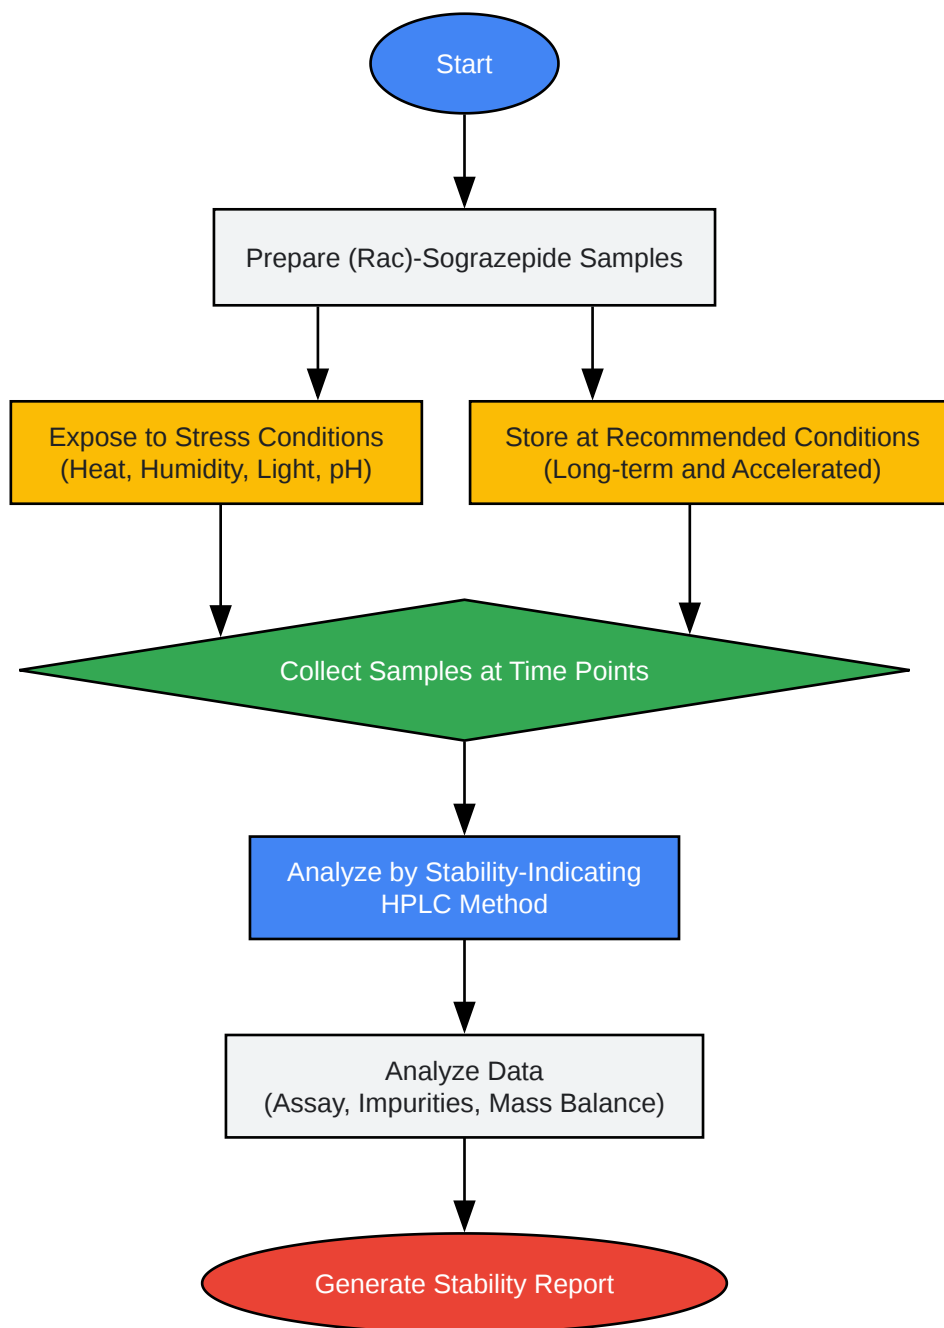 Start
Prepare (Rac)-Sograzepide Samples
Expose to Stress Conditions
(Heat, Humidity, Light, pH)
Store at Recommended Conditions
(Long-term and Accelerated)
Collect Samples at Time Points
Analyze by Stability-Indicating
HPLC Method
Analyze Data
(Assay, Impurities, Mass Balance)
Generate Stability Report